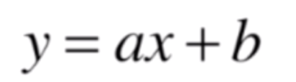 y = ax + b